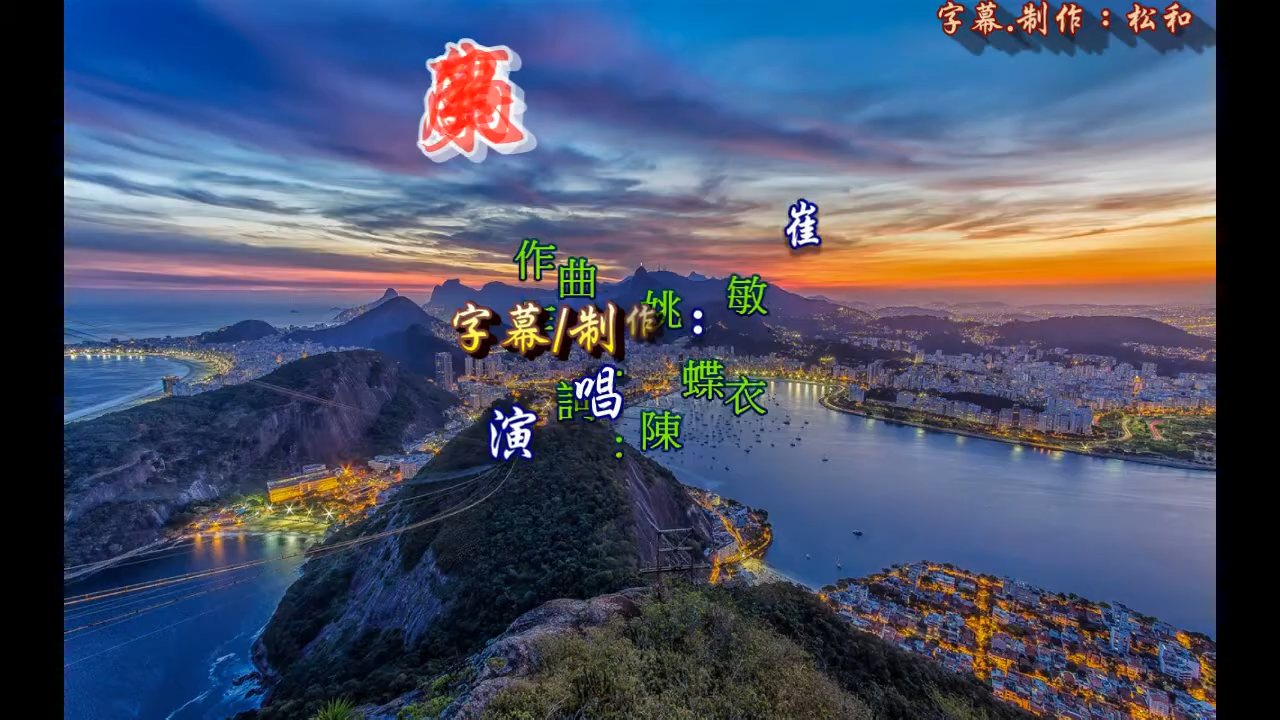 字幕.制作：松和
崔
作曲 姚敏
字幕/制作
詞：陳蝶衣
演唱：